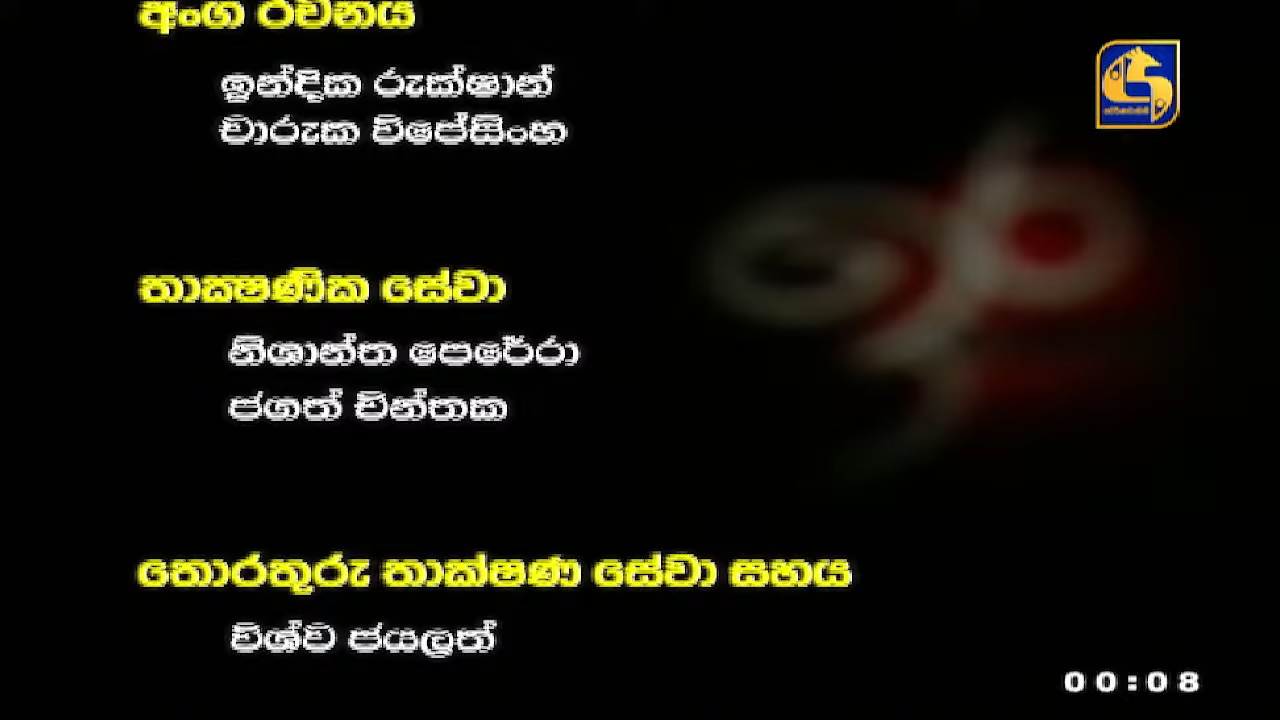 අංග රචනය
ඉන්දික රුක්ෂාන්
චාරුක විජේසිංහ
තාක්ෂණික සේවා
නිශාන්ත පෙරේරා
ජගත් චින්තක
තොරතුරු තාක්ෂණ සේවා සහය
විශ්ව ජයලත්
00:08